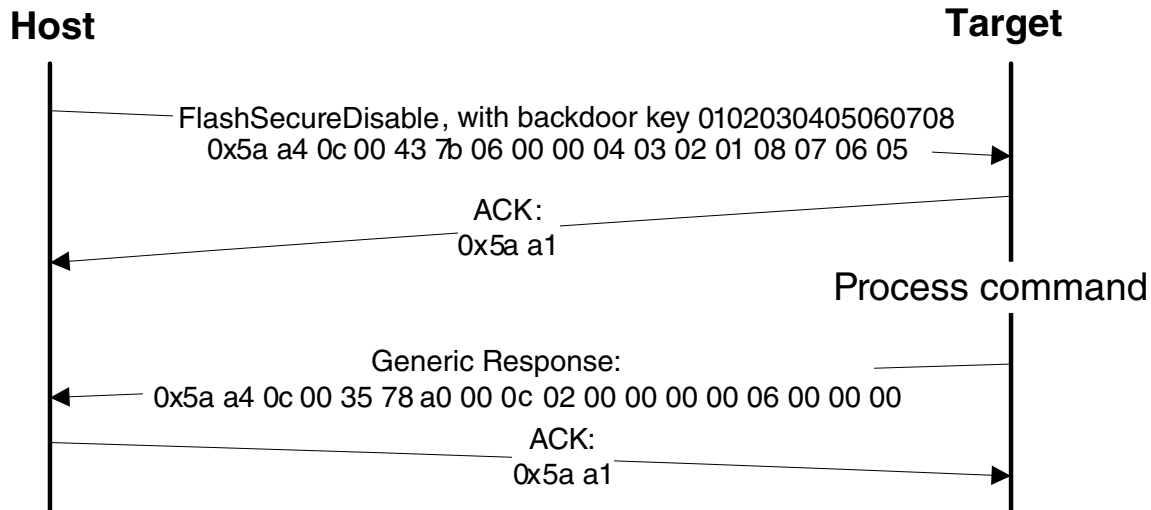 Host
Target
FlashSecureDisable, with backdoor key 0102030405060708
0x5a a4 0c 00 43 7b 06 00 00 04 03 02 01 08 07 06 05
ACK:
0x5a a1
Process command
Generic Response:
0x5a a4 0c 00 35 78 a0 00 0c 02 00 00 00 00 06 00 00 00
ACK:
0x5a a1